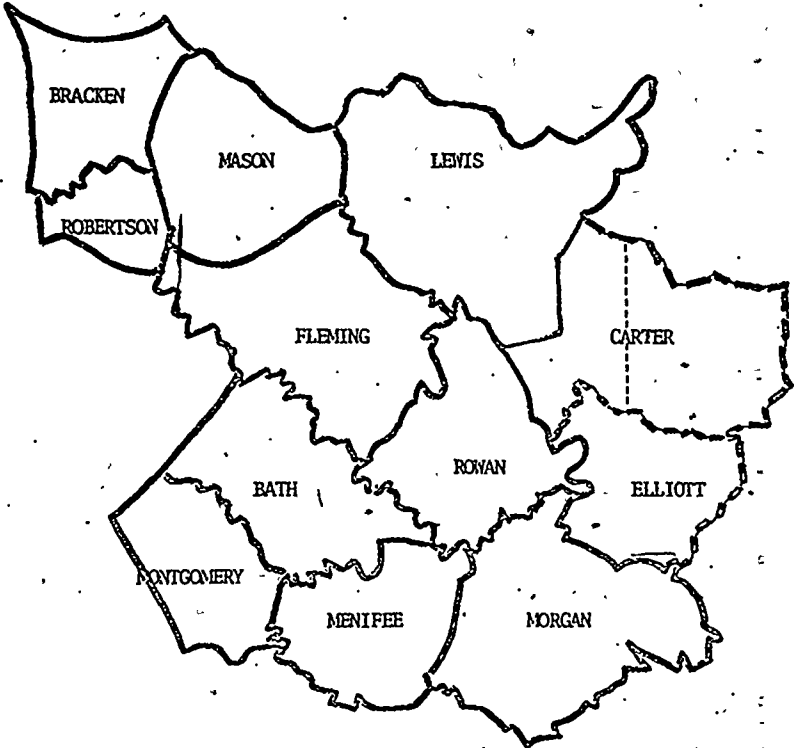 BRACKEN
MASON
LEWIS
ROBERTSON
FLEMING
CARTER
BATH
ROWAN
ELLIOTT
MONTGOMERY
MENIFEE
MORGAN